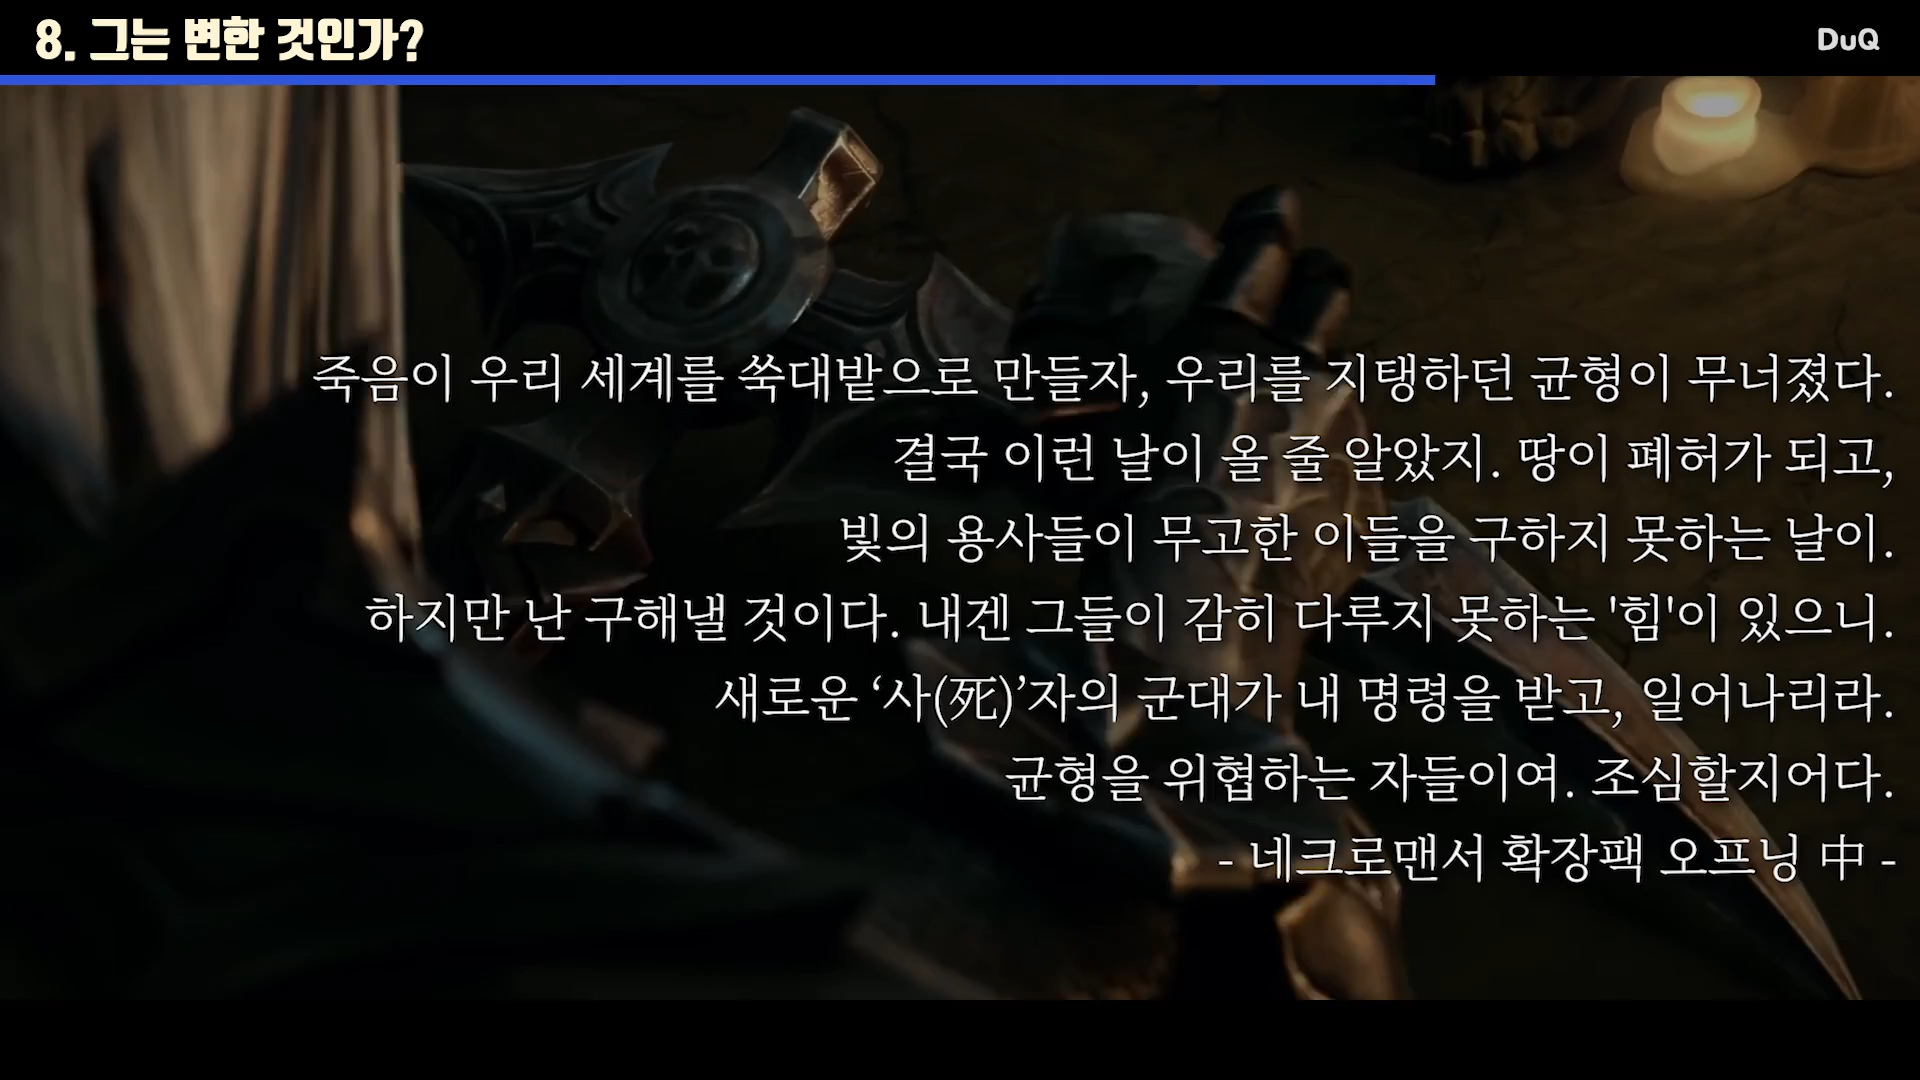 8. 그는 변한 것인가?
DuQ
죽음이 우리 세계를 쑥대밭으로 만들자, 우리를 지탱하던 균형이 무너졌다.
결국 이런 날이 올 줄 알았지. 땅이 폐허가 되고,
빛의 용사들이 무고한 이들을 구하지 못하는 날이.
하지만 난 구해낼 것이다. 내겐 그들이 감히 다루지 못하는 '힘'이 있으니.
새로운 ‘사(死)’자의 군대가 내 명령을 받고, 일어나리라.
균형을 위협하는 자들이여. 조심할지어다.
- 네크로맨서 확장팩 오프닝 中 -